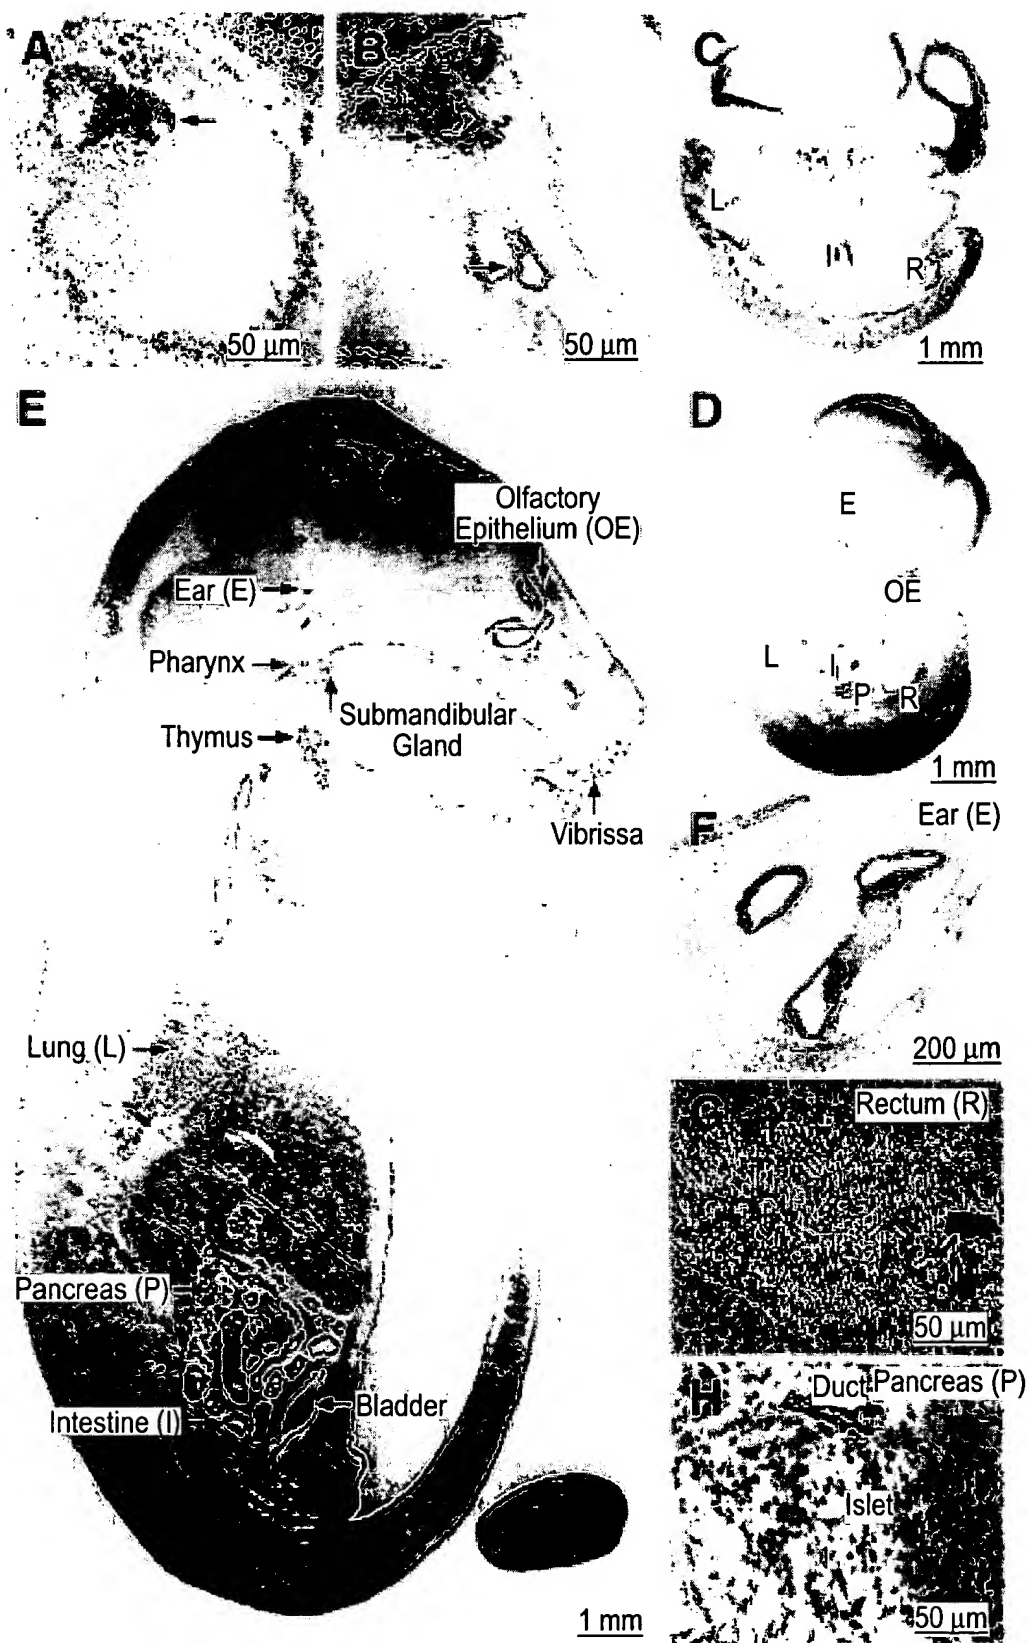 A
B
C
50 µm
50 µm
L
In
R
1 mm
E
D
Olfactory
Epithelium (OE)
Ear (E)
Pharynx
Submandibular
Gland
Thymus
Vibrissa
E
OE
L
I
P
R
1 mm
F
Ear (E)
200 µm
Lung (L)
G
Rectum (R)
50 µm
Pancreas (P)
Intestine (I)
Bladder
1 mm
H
Duct
Pancreas (P)
Islet
50 µm